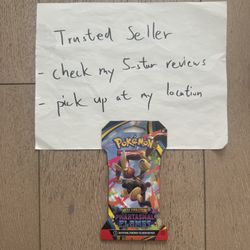 Trusted Seller
- check my 5-star reviews
- pick up at my location
POKÉMON
PHANTASMAL
FLAMES